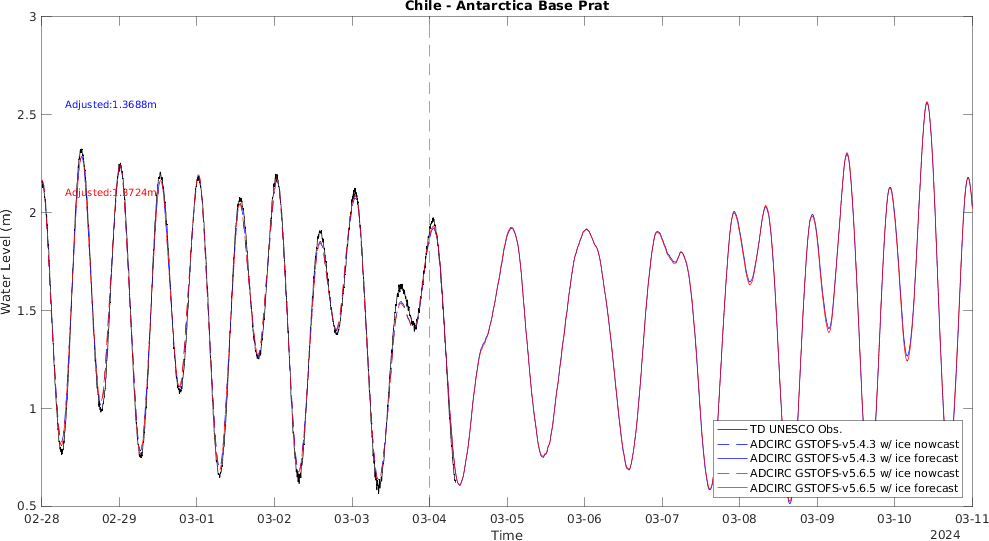 Chile - Antarctica Base Prat
3
2.5
2
1.5
1
0.5
Water Level (m)
Adjusted:1.3688m
Adjusted:1.3724m
TD UNESCO Obs.
ADCIRC GSTOFS-v5.4.3 w/ ice nowcast
ADCIRC GSTOFS-v5.4.3 w/ ice forecast
ADCIRC GSTOFS-v5.6.5 w/ ice nowcast
ADCIRC GSTOFS-v5.6.5 w/ ice forecast
02-28 02-29 03-01 03-02 03-03 03-04 03-05 03-06 03-07 03-08 03-09 03-10 03-11
Time
2024